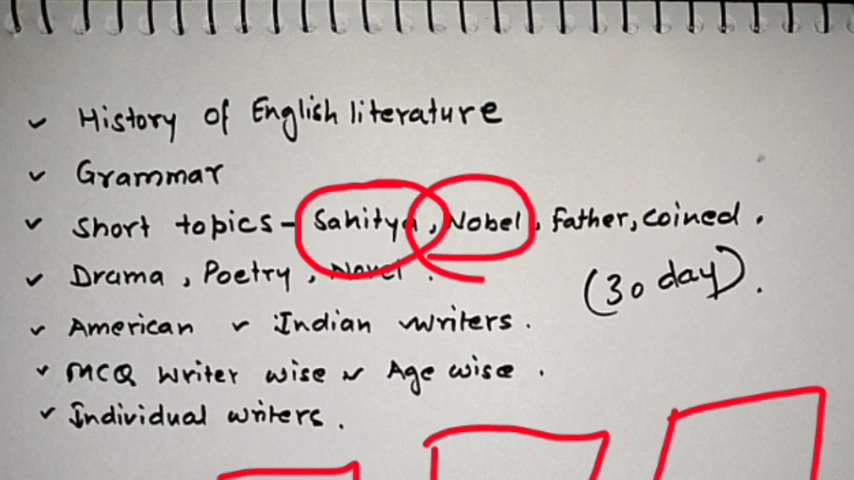 ✓ History of English literature
✓ Grammar
✓ Short topics - Sahitya, Nobel, Father, coined.
✓ Drama, Poetry, Novel.
(30 day).
✓ American ✓ Indian writers.
✓ MCQ writer wise ✓ Age wise.
✓ Individual writers.